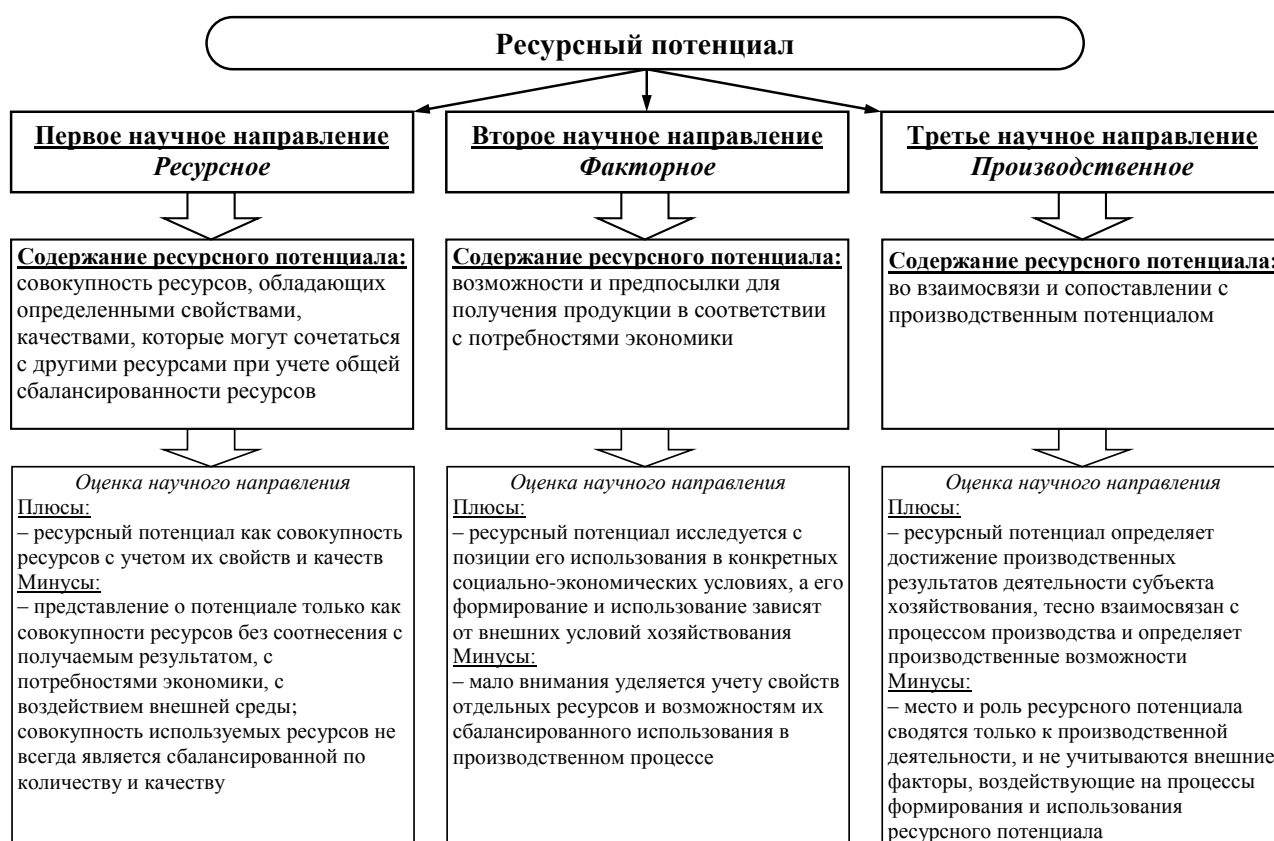 Ресурсный потенциал
Первое научное направление
Ресурсное
Содержание ресурсного потенциала:
совокупность ресурсов, обладающих
определенными свойствами,
качествами, которые могут сочетаться
с другими ресурсами при учете общей
сбалансированности ресурсов
Оценка научного направления
Плюсы:
– ресурсный потенциал как совокупность
ресурсов с учетом их свойств и качеств
Минусы:
– представление о потенциале только как
совокупности ресурсов без соотнесения с
получаемым результатом, с
потребностями экономики, с
воздействием внешней среды;
совокупность используемых ресурсов не
всегда является сбалансированной по
количеству и качеству
Второе научное направление
Факторное
Содержание ресурсного потенциала:
возможности и предпосылки для
получения продукции в соответствии
с потребностями экономики
Оценка научного направления
Плюсы:
– ресурсный потенциал исследуется с
позиции его использования в конкретных
социально-экономических условиях, а его
формирование и использование зависят
от внешних условий хозяйствования
Минусы:
– мало внимания уделяется учету свойств
отдельных ресурсов и возможностям их
сбалансированного использования в
производственном процессе
Третье научное направление
Производственное
Содержание ресурсного потенциала:
во взаимосвязи и сопоставлении с
производственным потенциалом
Оценка научного направления
Плюсы:
– ресурсный потенциал определяет
достижение производственных
результатов деятельности субъекта
хозяйствования, тесно взаимосвязан с
процессом производства и определяет
производственные возможности
Минусы:
– место и роль ресурсного потенциала
сводятся только к производственной
деятельности, и не учитываются внешние
факторы, воздействующие на процессы
формирования и использования
ресурсного потенциала